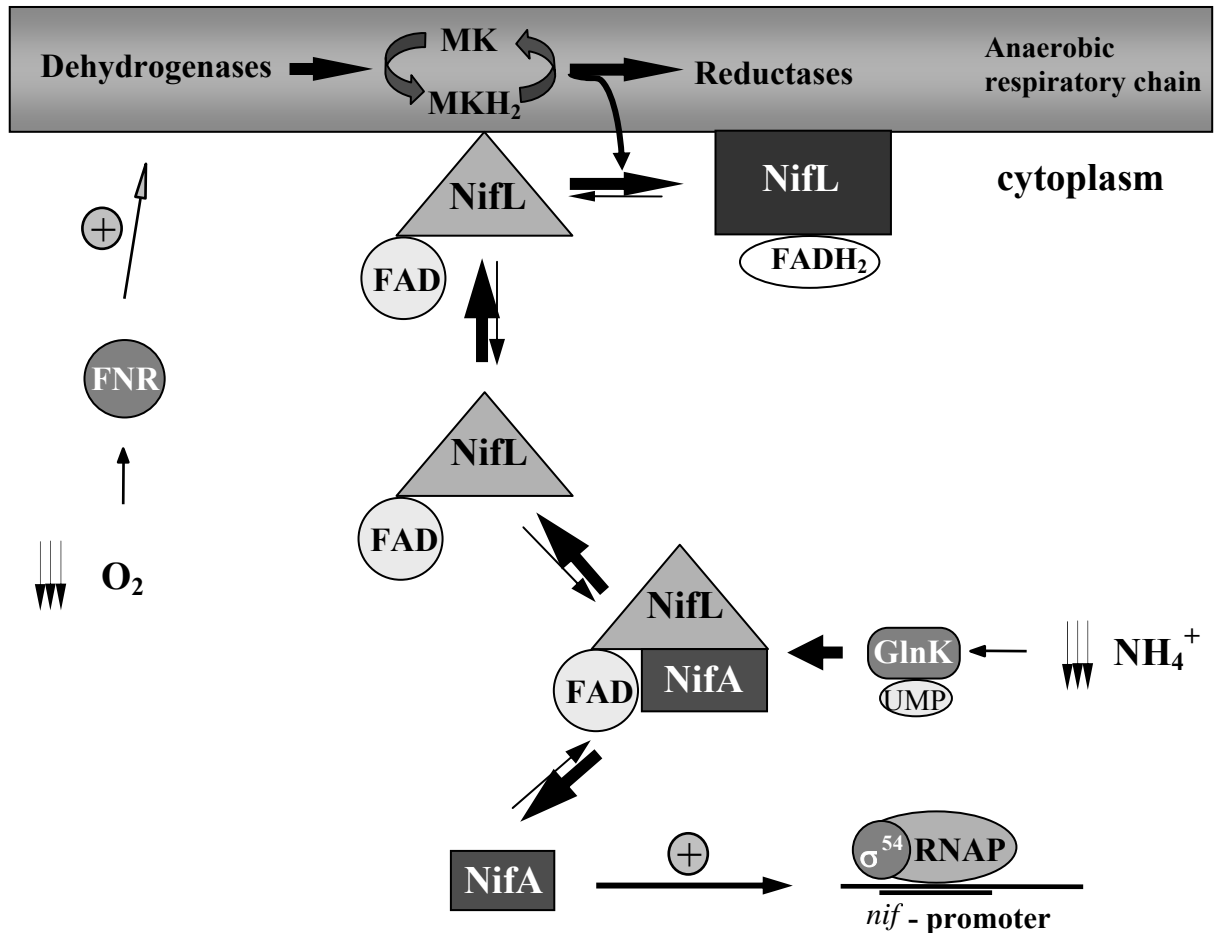 MK
Dehydrogenases
MKH₂
Reductases
Anaerobic
respiratory chain
NifL
NifL
cytoplasm
FAD
FADH₂
FNR
NifL
FAD
O₂
NifL
FAD
NifA
GlnK
UMP
NH₄⁺
NifA
+
+
σ⁵⁴
RNAP
nif - promoter